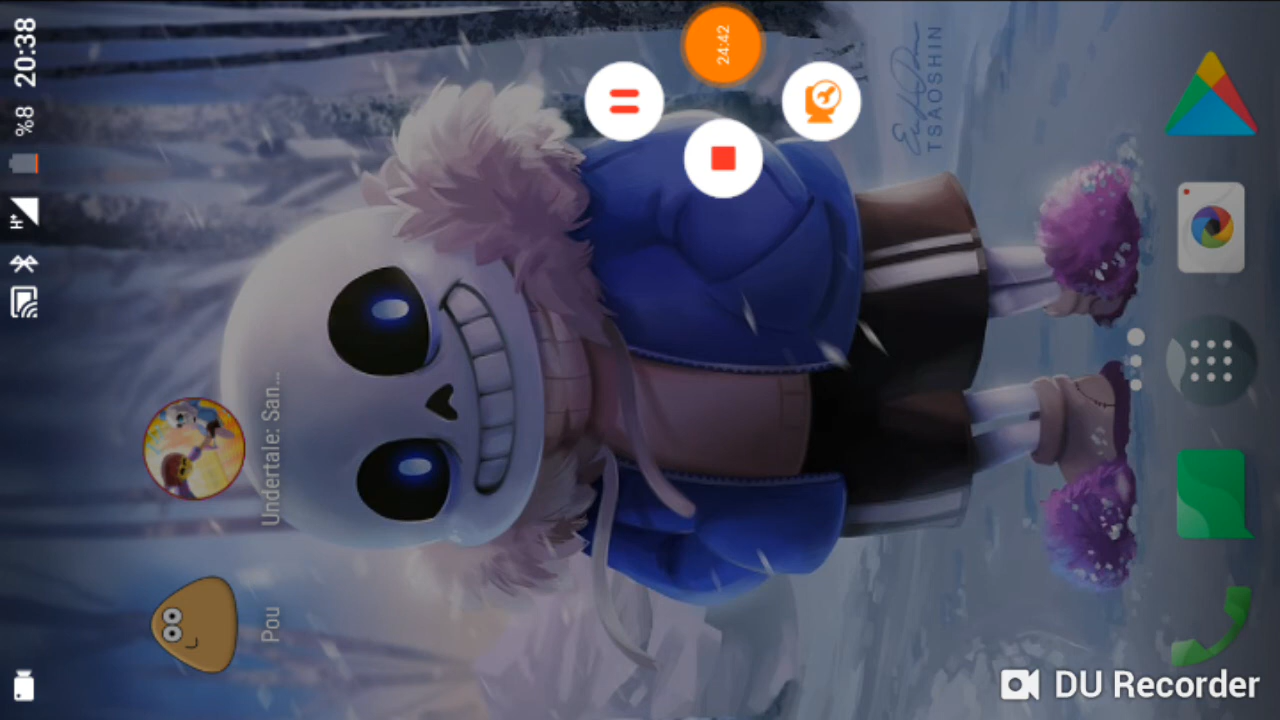 20:38
%8
H+
24:42
TSAOSHIN
Undertale: San...
Pou
DU Recorder